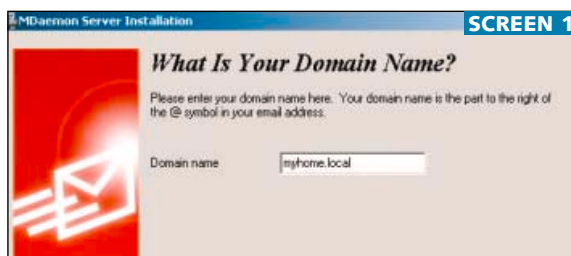 MDaemon Server Installation
SCREEN 1
What Is Your Domain Name?
Please enter your domain name here. Your domain name is the part to the right of
the @ symbol in your email address.
Domain name
myhome.local